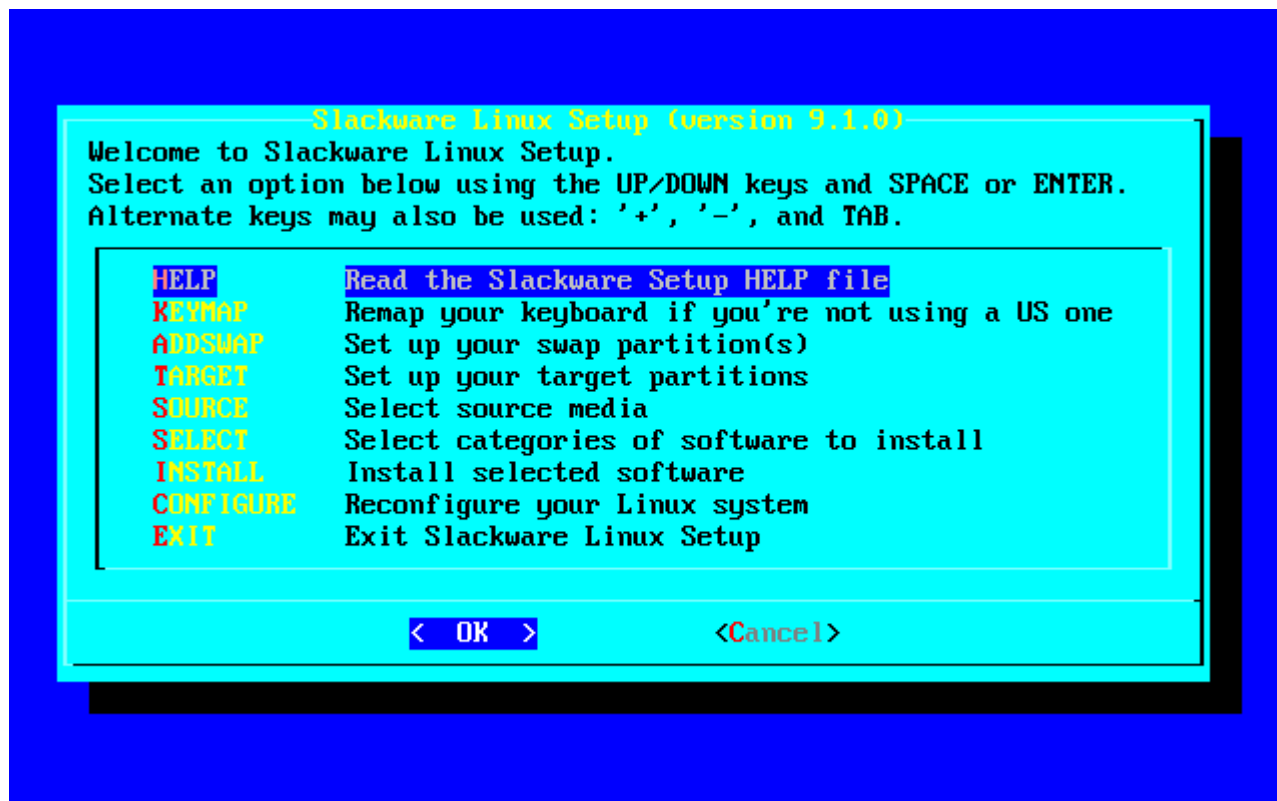 Slackware Linux Setup (version 9.1.0)
Welcome to Slackware Linux Setup.
Select an option below using the UP/DOWN keys and SPACE or ENTER.
Alternate keys may also be used: '+', '-', and TAB.
HELP Read the Slackware Setup HELP file
KEYMAP Remap your keyboard if you're not using a US one
ADDSWAP Set up your swap partition(s)
TARGET Set up your target partitions
SOURCE Select source media
SELECT Select categories of software to install
INSTALL Install selected software
CONFIGURE Reconfigure your Linux system
EXIT Exit Slackware Linux Setup
< OK > <Cancel>